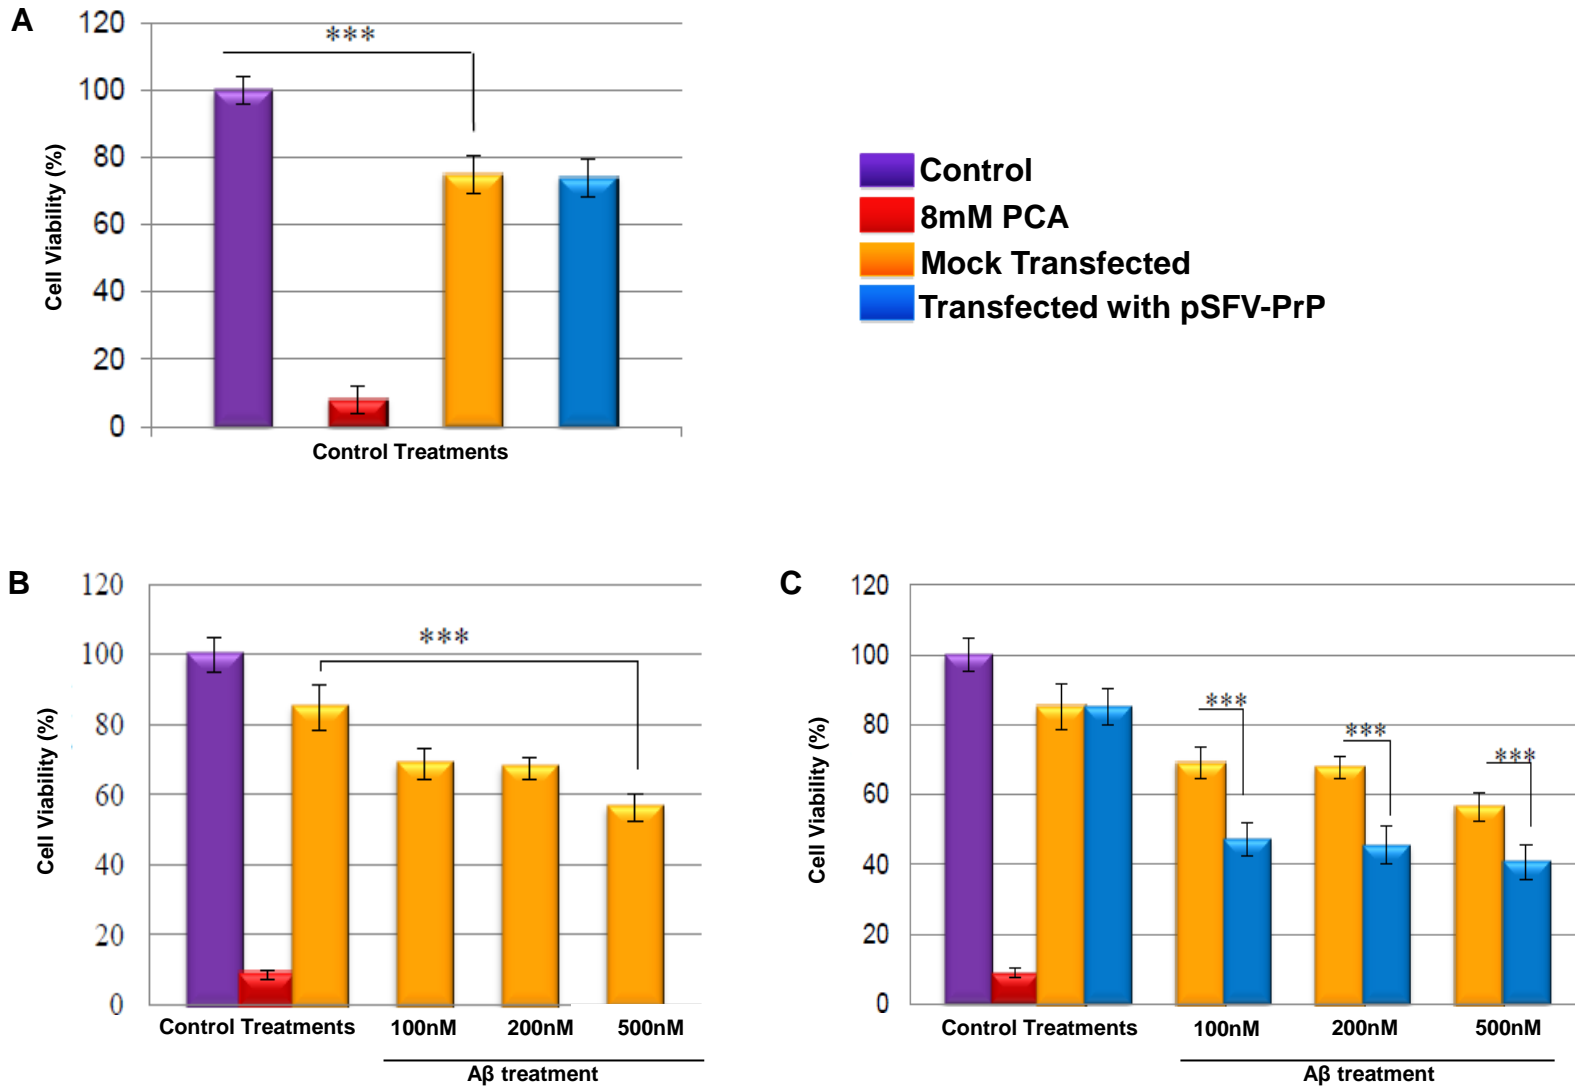 A
120
100
80
60
40
20
0
***
Cell Viability (%)
Control Treatments
Control
8mM PCA
Mock Transfected
Transfected with pSFV-PrP
B
120
100
80
60
40
20
0
***
Cell Viability (%)
Control Treatments 100nM 200nM 500nM
Aβ treatment
C
120
100
80
60
40
20
0
***
***
***
Cell Viability (%)
Control Treatments 100nM 200nM 500nM
Aβ treatment